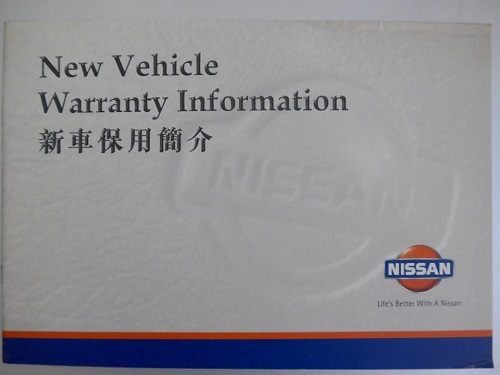 New Vehicle
Warranty Information
新車保用簡介
NISSAN
NISSAN
Life's Better With A Nissan